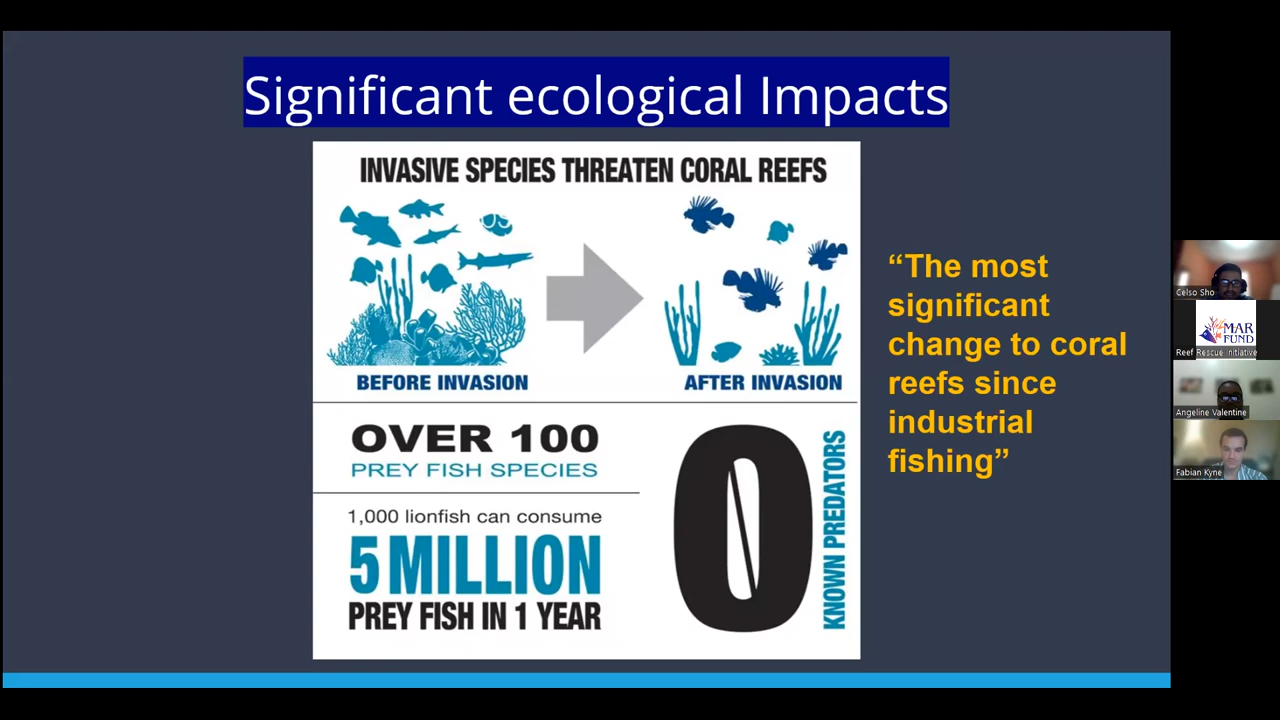 Significant ecological Impacts
INVASIVE SPECIES THREATEN CORAL REEFS
BEFORE INVASION
AFTER INVASION
OVER 100
PREY FISH SPECIES
1,000 lionfish can consume
5 MILLION
PREY FISH IN 1 YEAR
0
KNOWN PREDATORS
“The most
significant
change to coral
reefs since
industrial
fishing”
Celso Sho
MAR
FUND
Reef Rescue Initiative
Angeline Valentine
Fabian Kyne